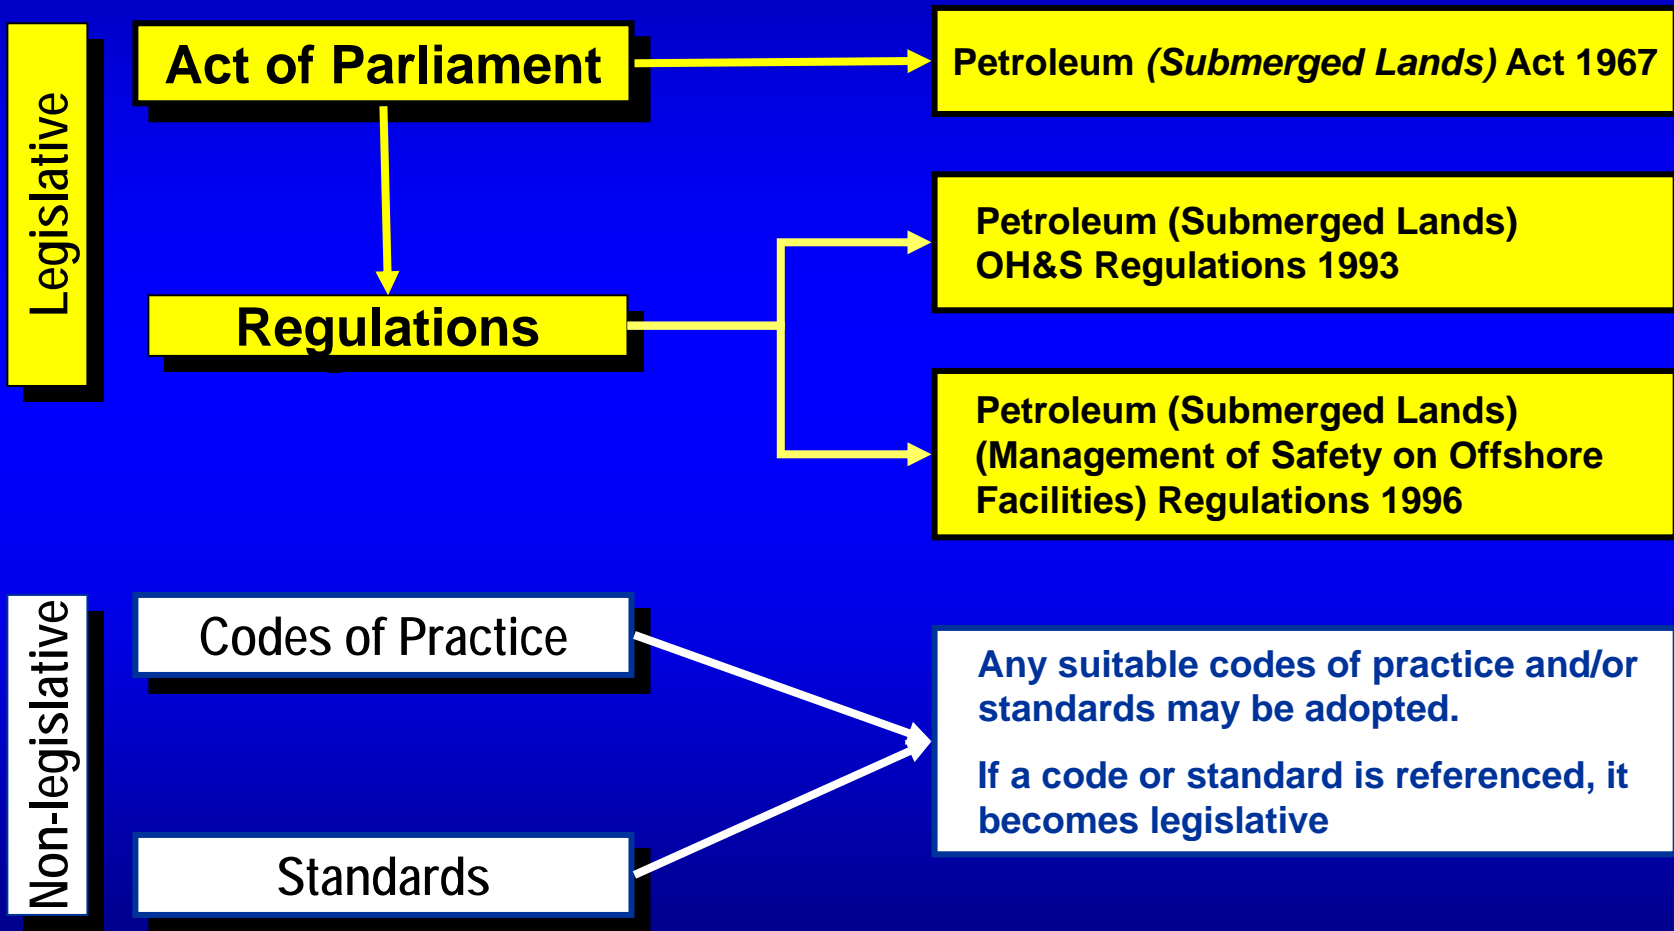 Legislative
Act of Parliament
Petroleum (Submerged Lands) Act 1967
Regulations
Petroleum (Submerged Lands)
OH&S Regulations 1993
Petroleum (Submerged Lands)
(Management of Safety on Offshore
Facilities) Regulations 1996
Non-legislative
Codes of Practice
Standards
Any suitable codes of practice and/or
standards may be adopted.
If a code or standard is referenced, it
becomes legislative